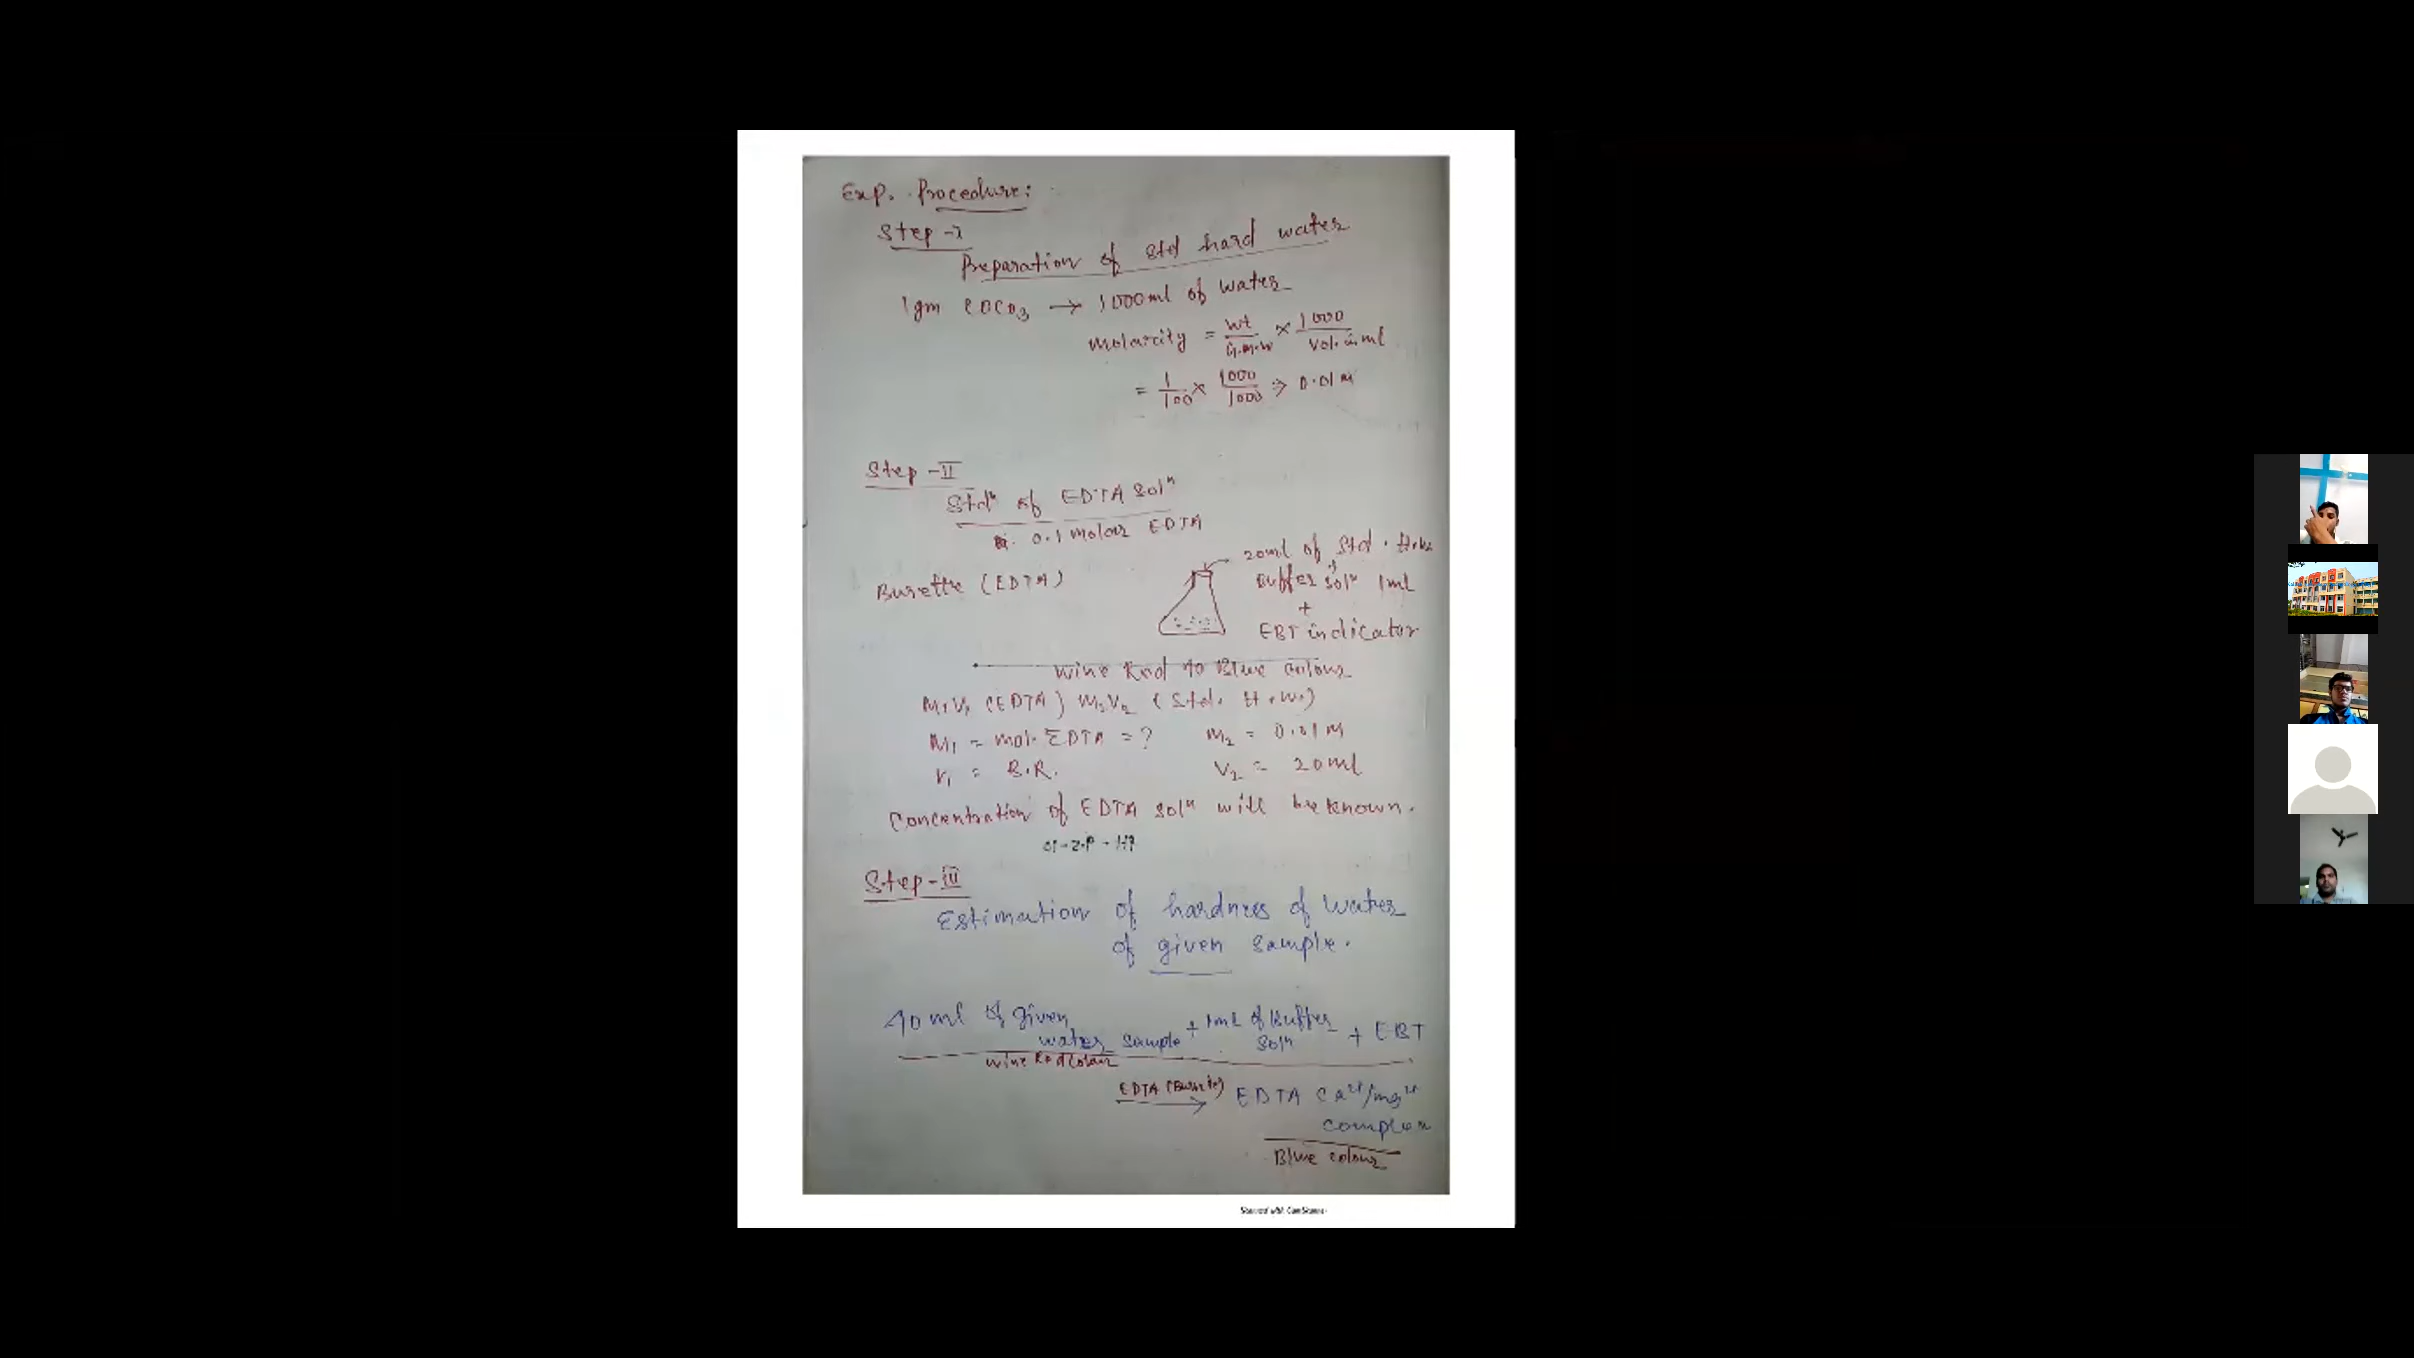 Exp. Procedure:
Step-I
Preparation of Std hard water
1gm CaCO3 → 1000ml of water
Molarity = wt / G.M.W × 1000 / Vol. in ml
= 1/100 × 1000/1000 ⇒ 0.01 M
Step-II
Stdn of EDTA Soln
0.1 molar EDTA
Burette (EDTA)
20ml of Std. H.W
Buffer Soln 1ml
+
EBT indicator
Wine Red to Blue Colour
M1V1 (EDTA) M2V2 (Std. H.W.)
M1 = mol. EDTA = ? M2 = 0.01 M
V1 = B.R. V2 = 20ml
Concentration of EDTA Soln will be known.
Step-III
Estimation of hardness of water
of given sample.
40ml of given water sample + 1ml of Buffer Soln + EBT
wine Red Colour
EDTA (Burette) → EDTA Ca2+/mg2+
complex
Blue colour
Scanned with CamScanner